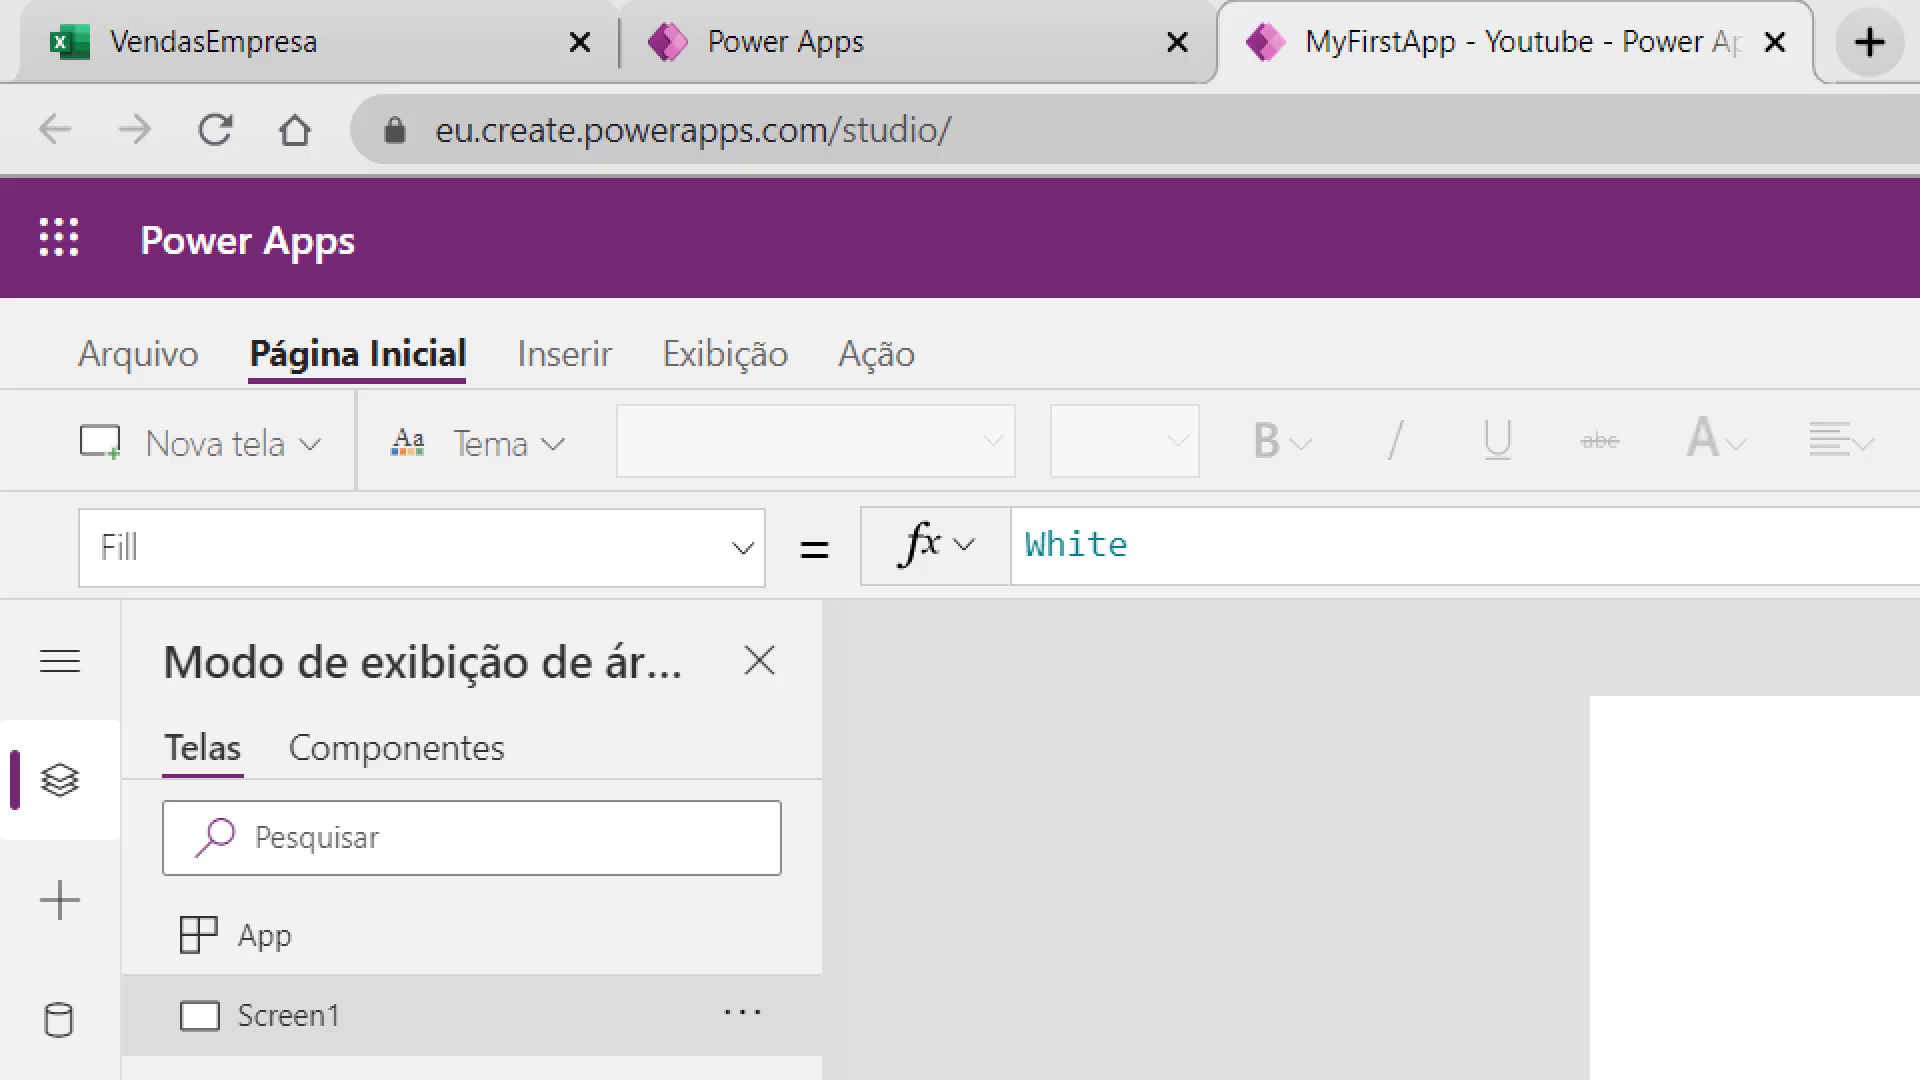 VendasEmpresa
Power Apps
MyFirstApp - Youtube - Power Ap
eu.create.powerapps.com/studio/
Power Apps
Arquivo Página Inicial Inserir Exibição Ação
Nova tela Aa Tema B / U abc A
Fill = fx White
Modo de exibição de ár...
Telas Componentes
Pesquisar
App
Screen1 ...